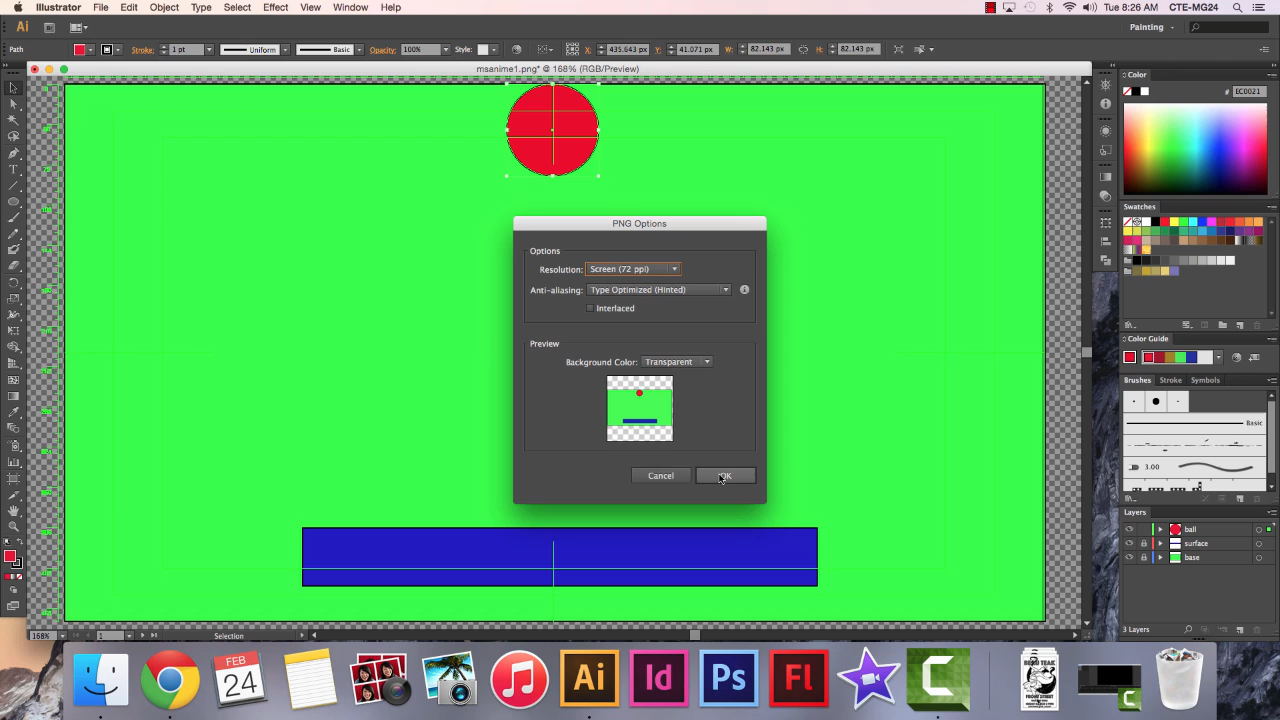 Illustrator File Edit Object Type Select Effect View Window Help Tue 8:26 AM CTE-MG24
Ai Painting
Path Stroke: 1 pt Uniform Basic Opacity: 100% Style: X: 435.643 px Y: 41.071 px W: 82.143 px H: 82.143 px
msanime1.png* @ 168% (RGB/Preview)
Color
# EC0021
Swatches
PNG Options
Options
Resolution: Screen (72 ppi)
Anti-aliasing: Type Optimized (Hinted)
Interlaced
Preview
Background Color: Transparent
Cancel OK
Color Guide
Brushes Stroke Symbols
Basic
3.00
Layers
ball
surface
base
3 Layers
168% 1 Selection
FEB
24
Ai Id Ps Fl